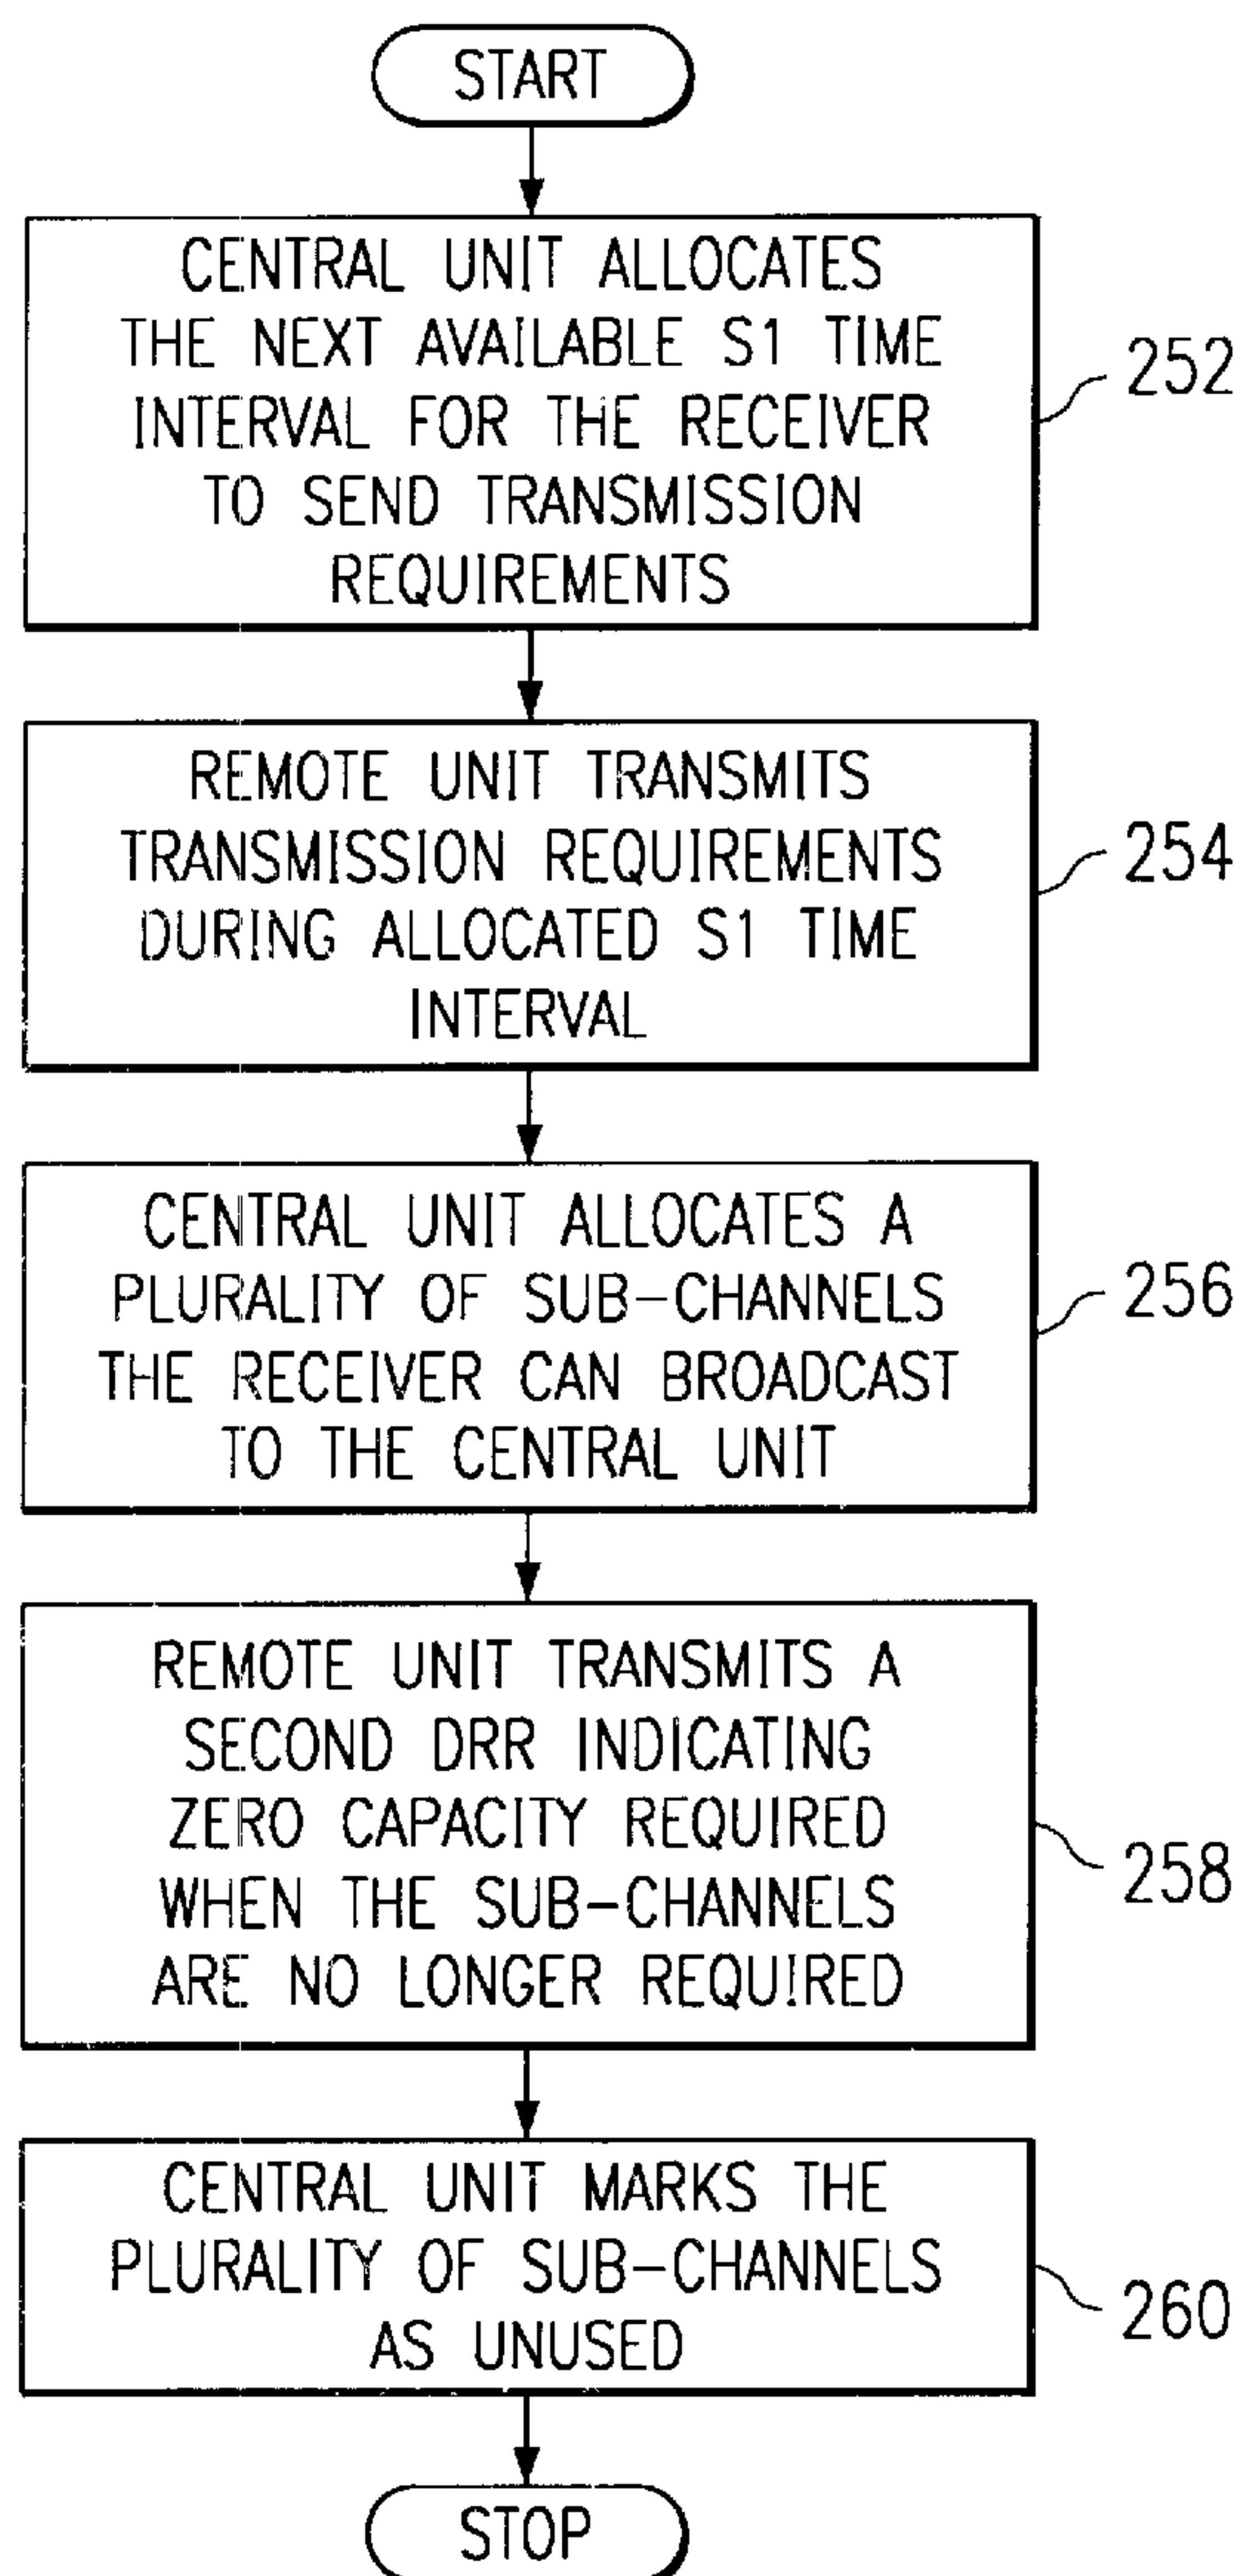 START
CENTRAL UNIT ALLOCATES
THE NEXT AVAILABLE S1 TIME
INTERVAL FOR THE RECEIVER
TO SEND TRANSMISSION
REQUIREMENTS
252
REMOTE UNIT TRANSMITS
TRANSMISSION REQUIREMENTS
DURING ALLOCATED S1 TIME
INTERVAL
254
CENTRAL UNIT ALLOCATES A
PLURALITY OF SUB-CHANNELS
THE RECEIVER CAN BROADCAST
TO THE CENTRAL UNIT
256
REMOTE UNIT TRANSMITS A
SECOND DRR INDICATING
ZERO CAPACITY REQUIRED
WHEN THE SUB-CHANNELS
ARE NO LONGER REQUIRED
258
CENTRAL UNIT MARKS THE
PLURALITY OF SUB-CHANNELS
AS UNUSED
260
STOP